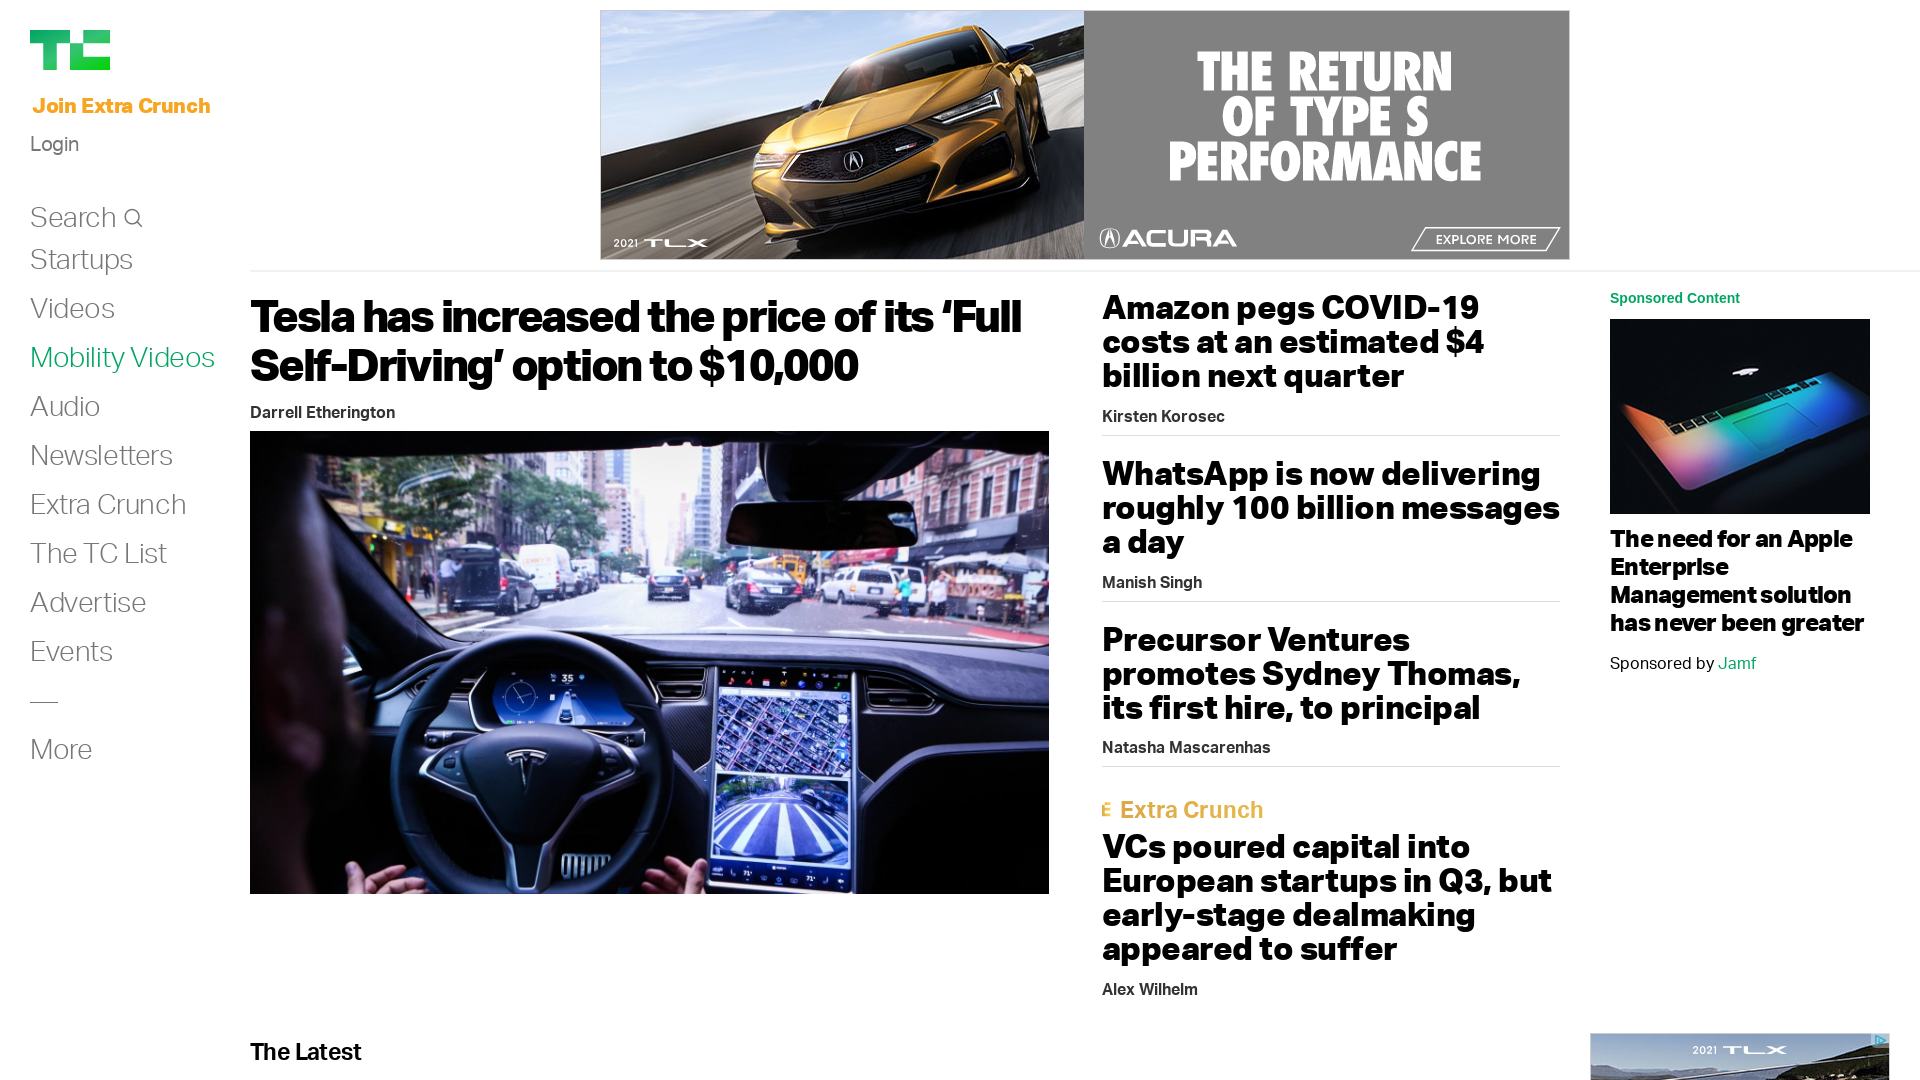 TC
Join Extra Crunch
Login
Search
Startups
Videos
Mobility Videos
Audio
Newsletters
Extra Crunch
The TC List
Advertise
Events
More
2021 TLX
THE RETURN
OF TYPE S
PERFORMANCE
ACURA
EXPLORE MORE
Tesla has increased the price of its ‘Full
Self-Driving’ option to $10,000
Darrell Etherington
35
Amazon pegs COVID-19
costs at an estimated $4
billion next quarter
Kirsten Korosec
WhatsApp is now delivering
roughly 100 billion messages
a day
Manish Singh
Precursor Ventures
promotes Sydney Thomas,
its first hire, to principal
Natasha Mascarenhas
Extra Crunch
VCs poured capital into
European startups in Q3, but
early-stage dealmaking
appeared to suffer
Alex Wilhelm
Sponsored Content
The need for an Apple
Enterprise
Management solution
has never been greater
Sponsored by Jamf
The Latest
2021 TLX